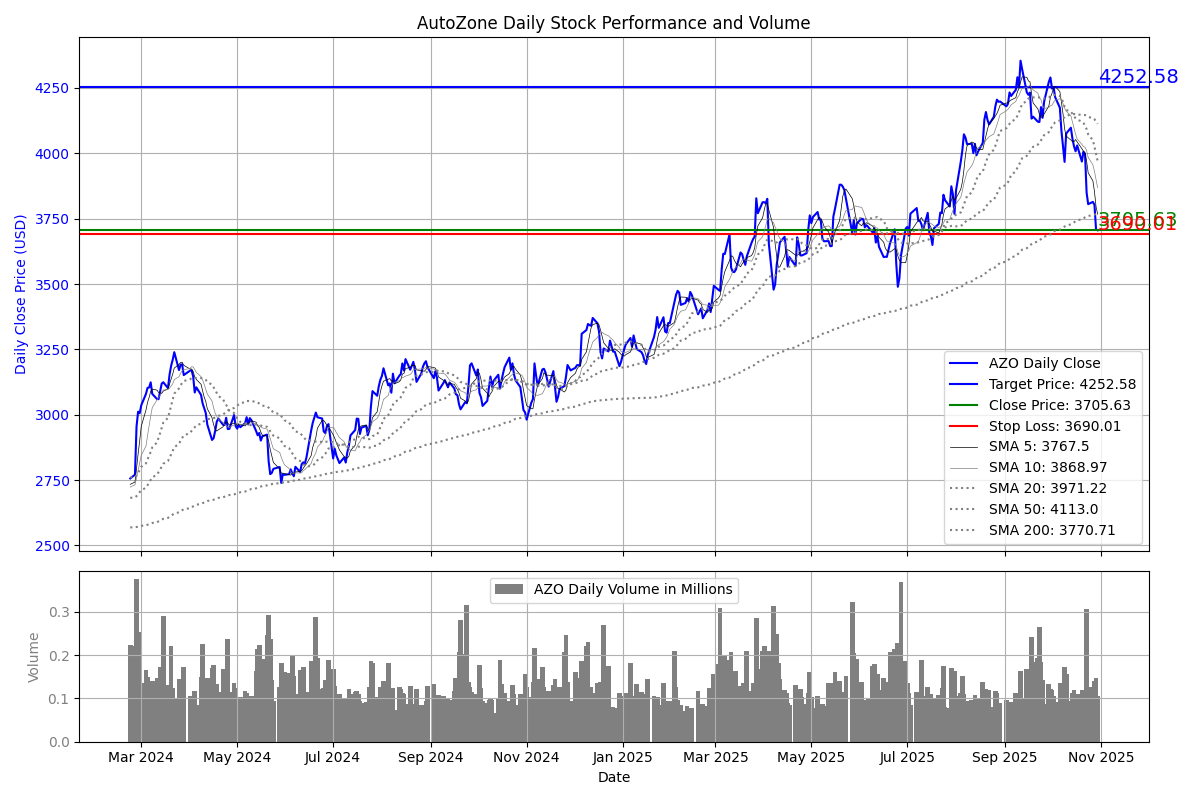 AutoZone Daily Stock Performance and Volume
Daily Close Price (USD)
4250
4000
3750
3500
3250
3000
2750
2500
4252.58
3705.63
3690.01
AZO Daily Close
Target Price: 4252.58
Close Price: 3705.63
Stop Loss: 3690.01
SMA 5: 3767.5
SMA 10: 3868.97
SMA 20: 3971.22
SMA 50: 4113.0
SMA 200: 3770.71
AZO Daily Volume in Millions
Volume
0.3
0.2
0.1
0.0
Mar 2024 May 2024 Jul 2024 Sep 2024 Nov 2024 Jan 2025 Mar 2025 May 2025 Jul 2025 Sep 2025 Nov 2025
Date